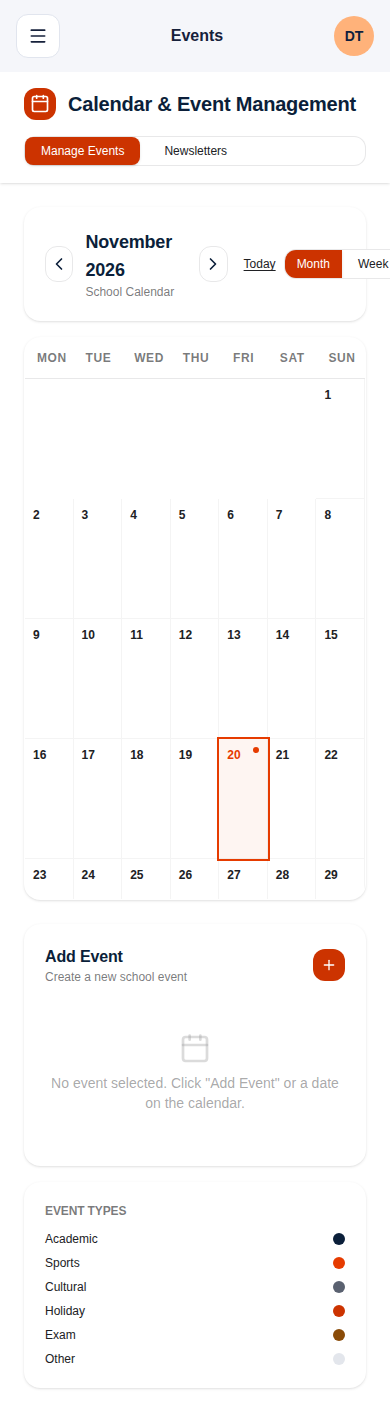 Events
DT
Calendar & Event Management
Manage Events
Newsletters
November
2026
School Calendar
Today
Month
Week
MON TUE WED THU FRI SAT SUN
1
2 3 4 5 6 7 8
9 10 11 12 13 14 15
16 17 18 19 20 21 22
23 24 25 26 27 28 29
Add Event
Create a new school event
No event selected. Click "Add Event" or a date
on the calendar.
EVENT TYPES
Academic
Sports
Cultural
Holiday
Exam
Other